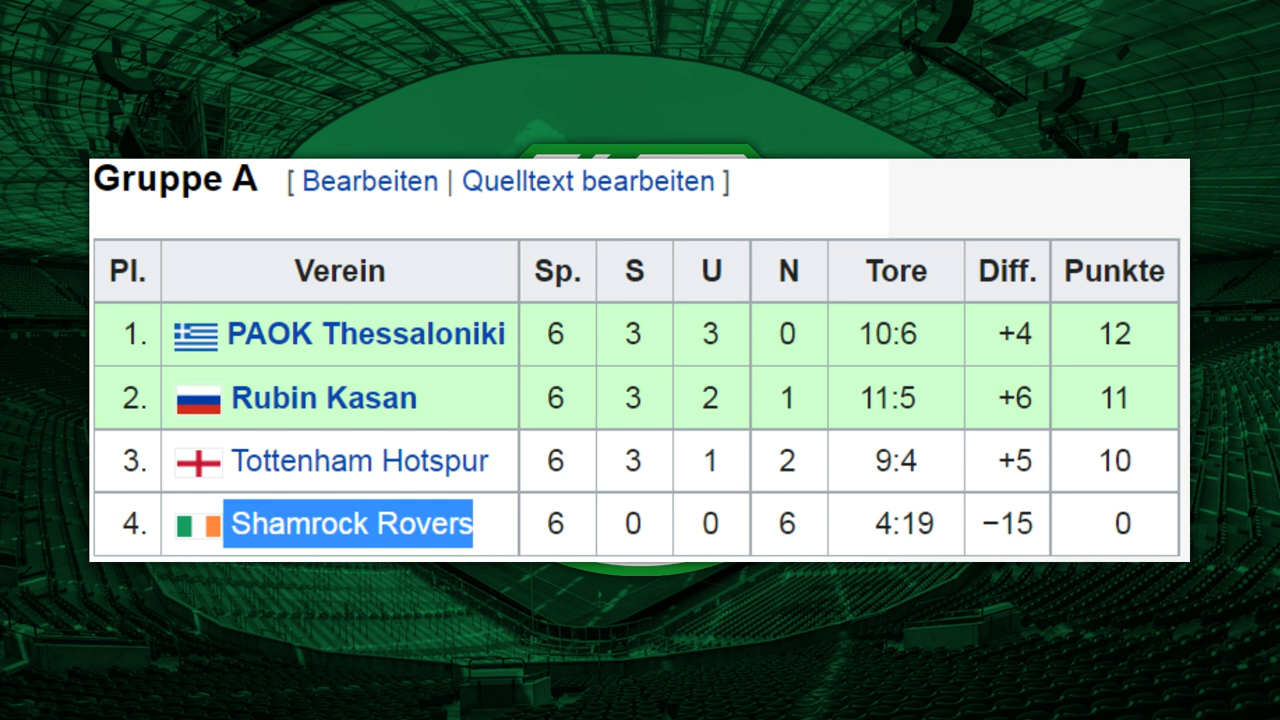 Gruppe A [ Bearbeiten | Quelltext bearbeiten ]
Pl. Verein Sp. S U N Tore Diff. Punkte
1. PAOK Thessaloniki 6 3 3 0 10:6 +4 12
2. Rubin Kasan 6 3 2 1 11:5 +6 11
3. Tottenham Hotspur 6 3 1 2 9:4 +5 10
4. Shamrock Rovers 6 0 0 6 4:19 −15 0